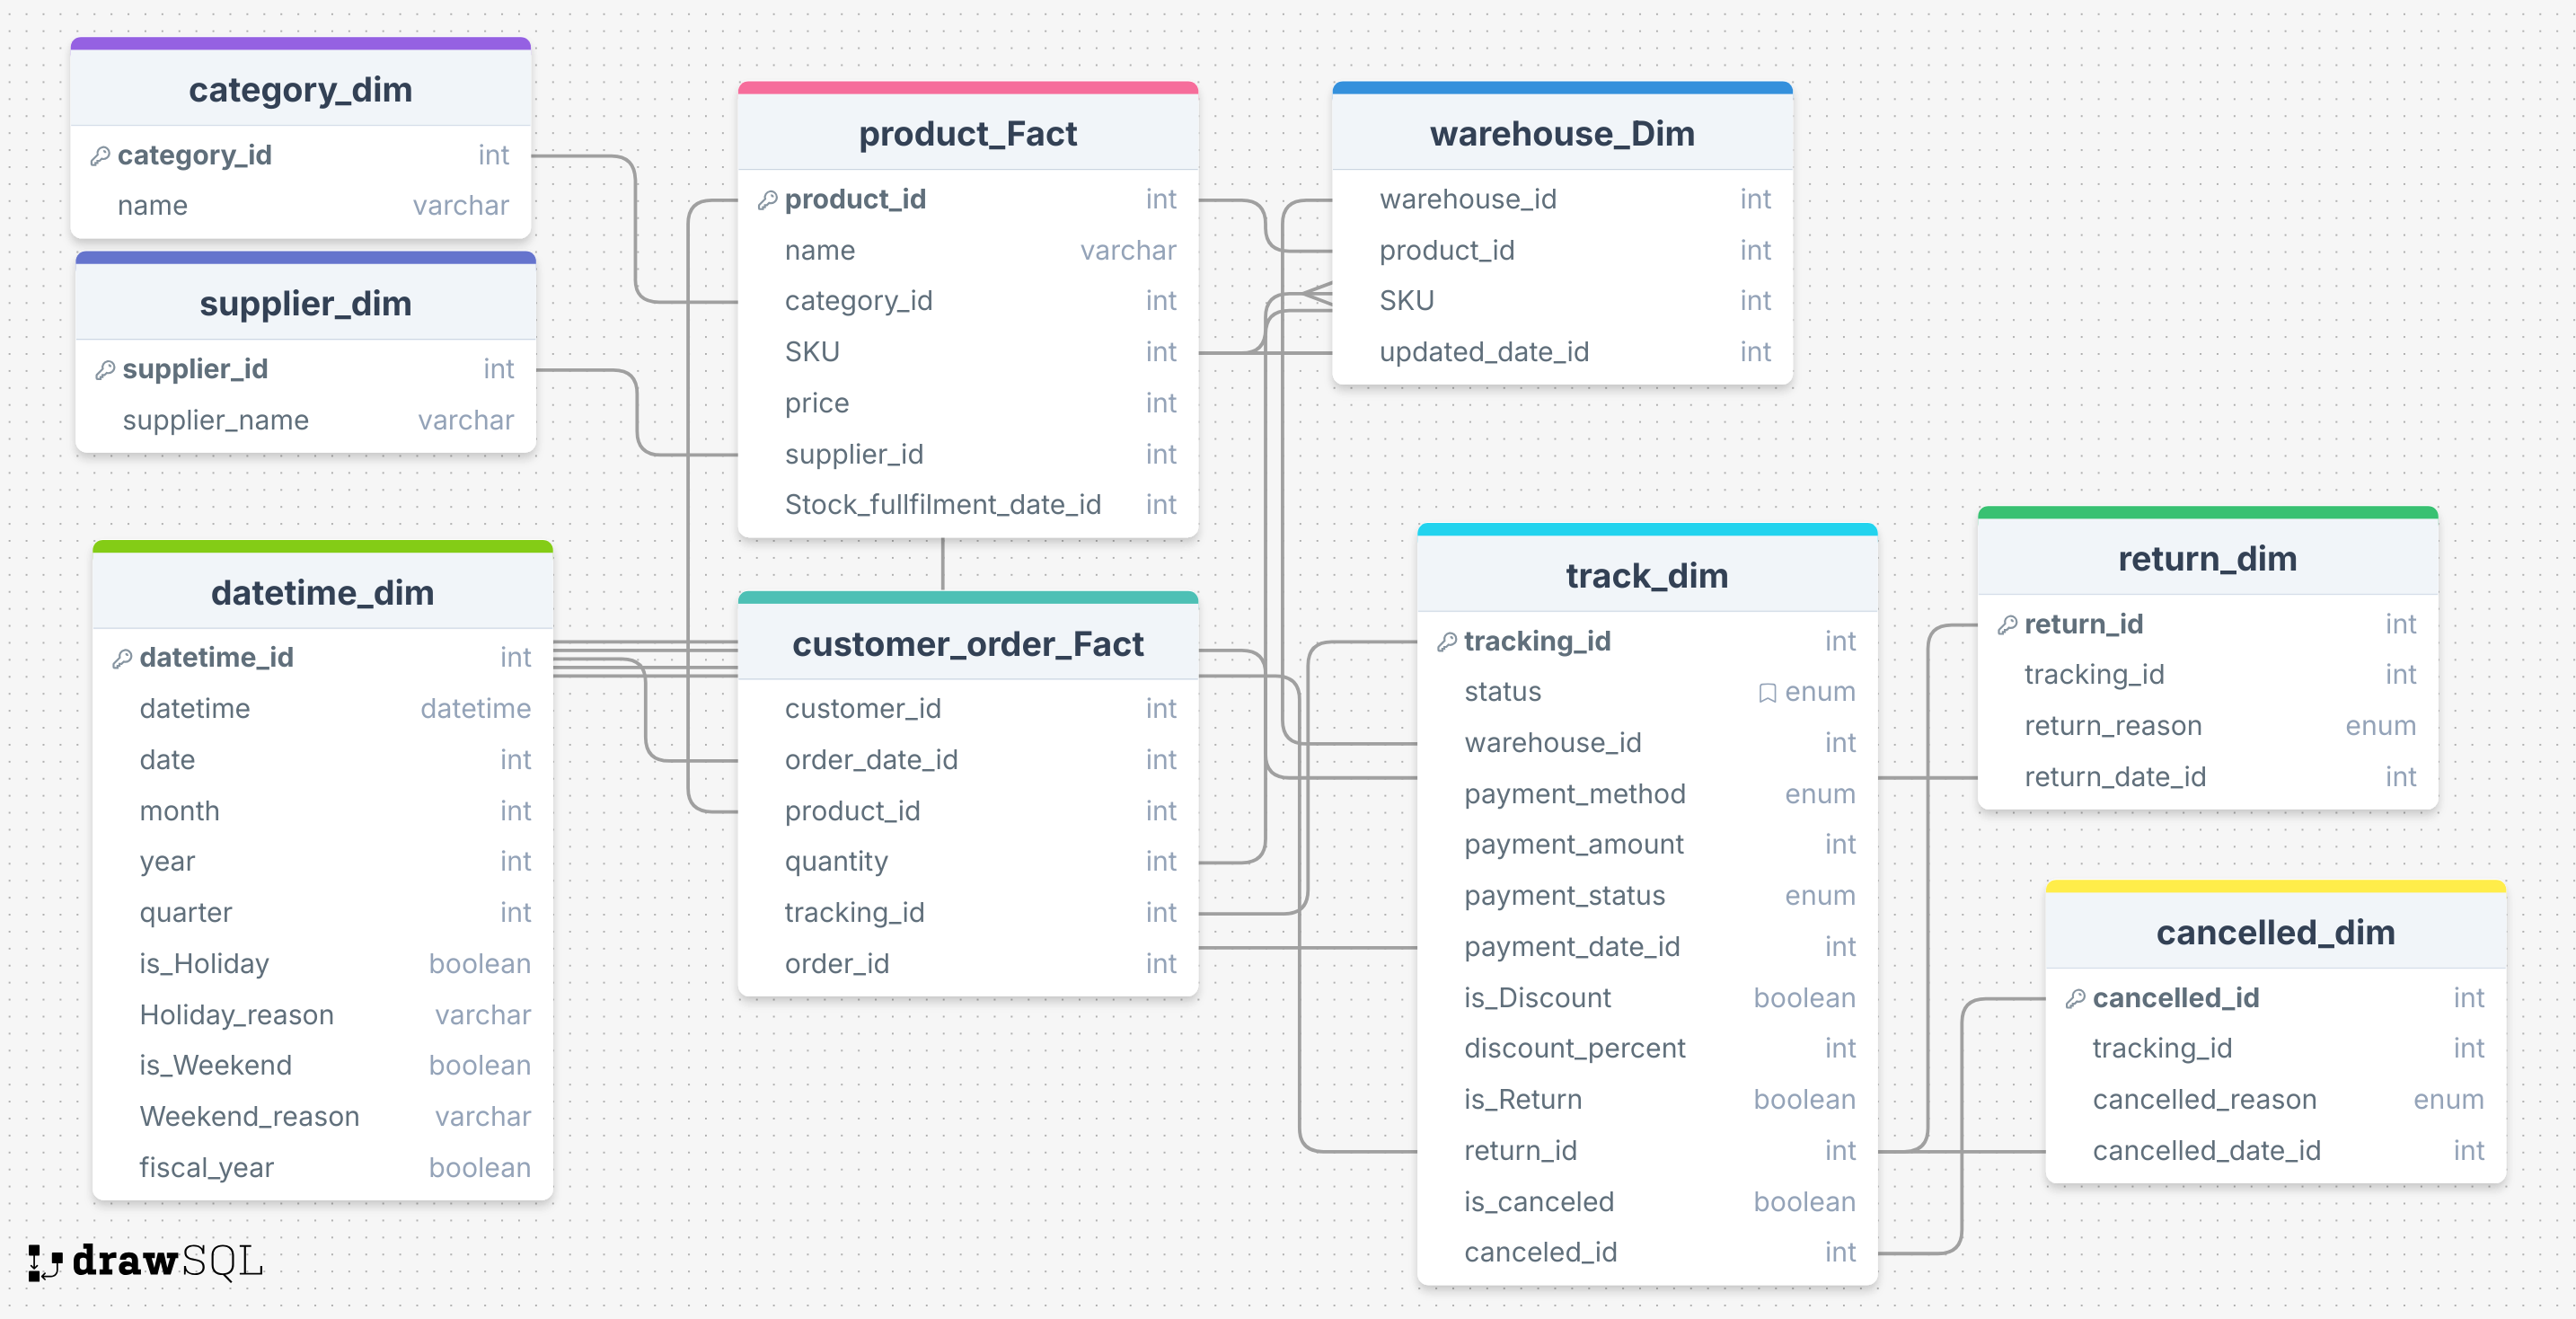 category_dim
category_id int
name varchar
supplier_dim
supplier_id int
supplier_name varchar
datetime_dim
datetime_id int
datetime datetime
date int
month int
year int
quarter int
is_Holiday boolean
Holiday_reason varchar
is_Weekend boolean
Weekend_reason varchar
fiscal_year boolean
product_Fact
product_id int
name varchar
category_id int
SKU int
price int
supplier_id int
Stock_fullfilment_date_id int
customer_order_Fact
customer_id int
order_date_id int
product_id int
quantity int
tracking_id int
order_id int
warehouse_Dim
warehouse_id int
product_id int
SKU int
updated_date_id int
track_dim
tracking_id int
status enum
warehouse_id int
payment_method enum
payment_amount int
payment_status enum
payment_date_id int
is_Discount boolean
discount_percent int
is_Return boolean
return_id int
is_canceled boolean
canceled_id int
return_dim
return_id int
tracking_id int
return_reason enum
return_date_id int
cancelled_dim
cancelled_id int
tracking_id int
cancelled_reason enum
cancelled_date_id int
drawSQL